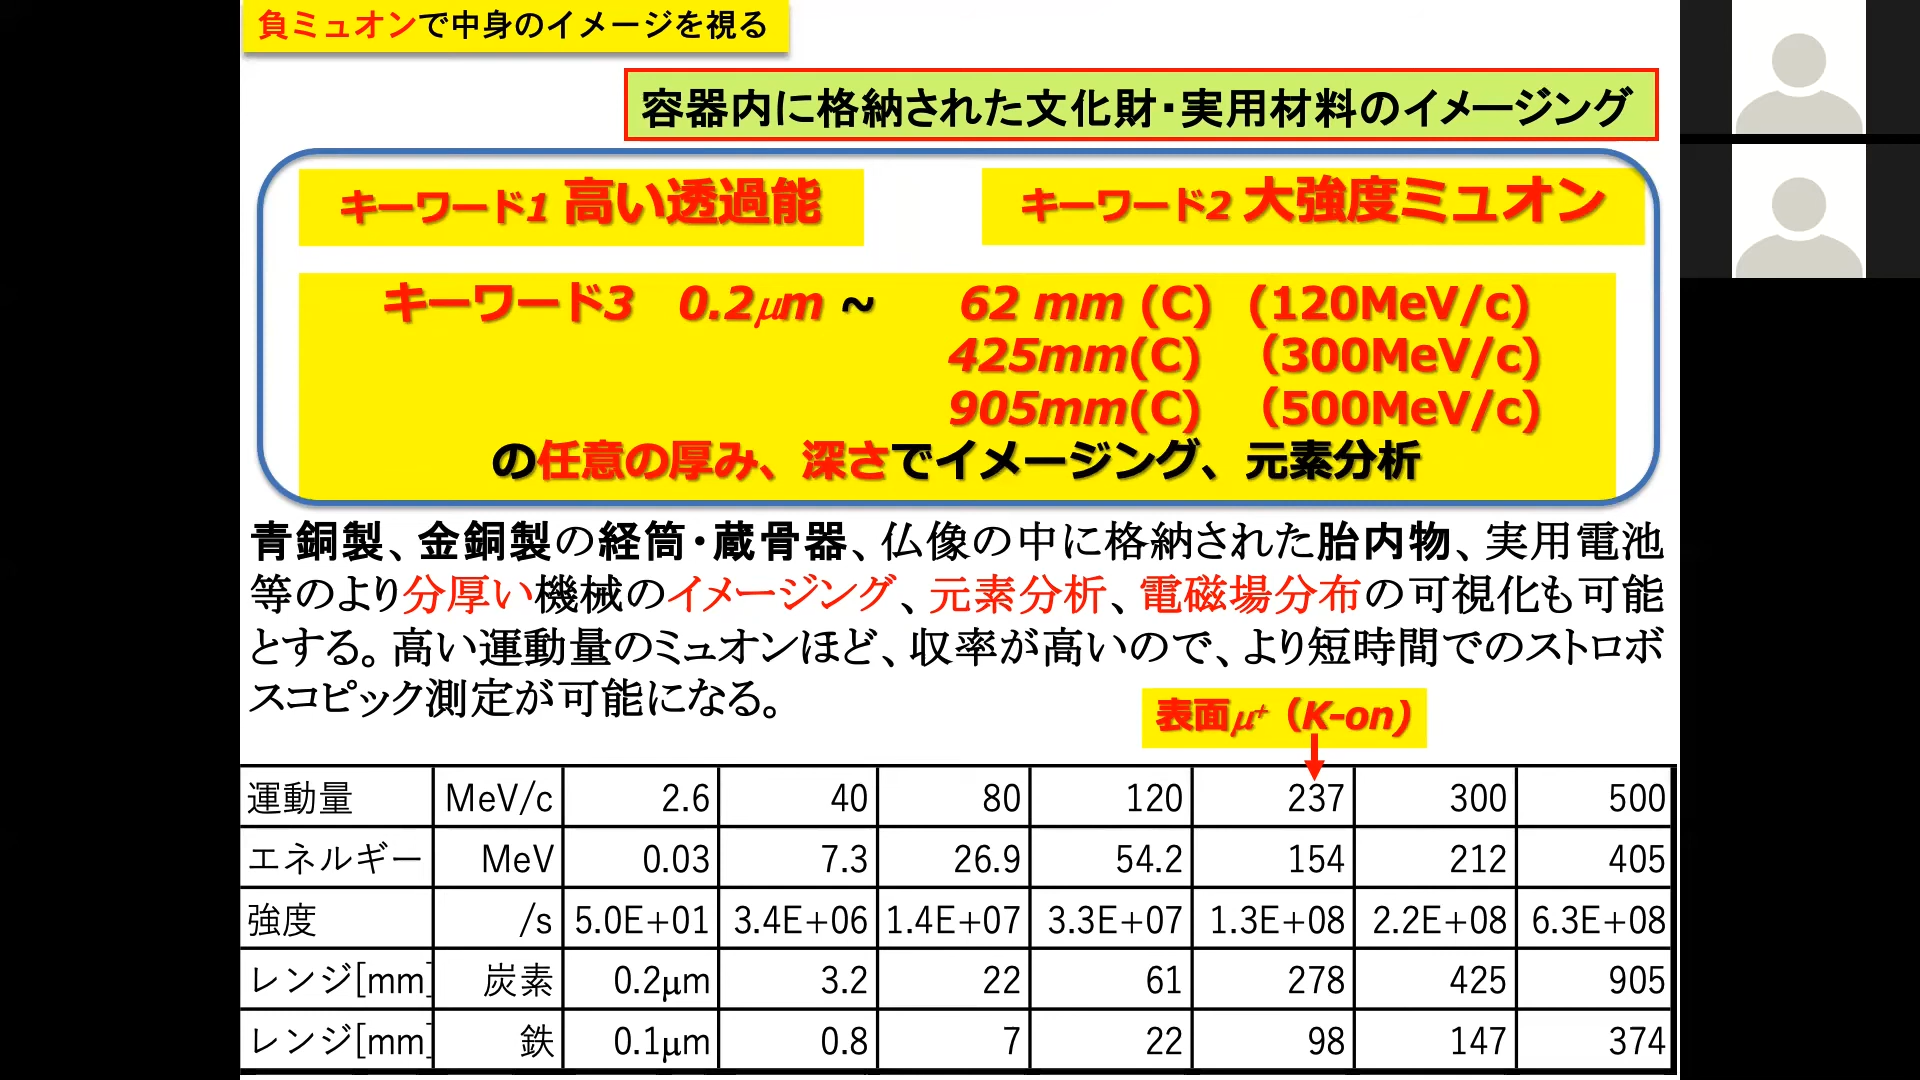 負ミュオンで中身のイメージを視る
容器内に格納された文化財・実用材料のイメージング
キーワード1 高い透過能
キーワード2 大強度ミュオン
キーワード3 0.2μm ~ 62 mm (C) (120MeV/c)
425mm(C) (300MeV/c)
905mm(C) (500MeV/c)
の任意の厚み、深さでイメージング、元素分析
青銅製、金銅製の経筒・蔵骨器、仏像の中に格納された胎内物、実用電池
等のより分厚い機械のイメージング、元素分析、電磁場分布の可視化も可能
とする。高い運動量のミュオンほど、収率が高いので、より短時間でのストロボ
スコピック測定が可能になる。
表面μ+（K-on)
運動量 MeV/c 2.6 40 80 120 237 300 500
エネルギー MeV 0.03 7.3 26.9 54.2 154 212 405
強度 /s 5.0E+01 3.4E+06 1.4E+07 3.3E+07 1.3E+08 2.2E+08 6.3E+08
レンジ[mm] 炭素 0.2μm 3.2 22 61 278 425 905
レンジ[mm] 鉄 0.1μm 0.8 7 22 98 147 374